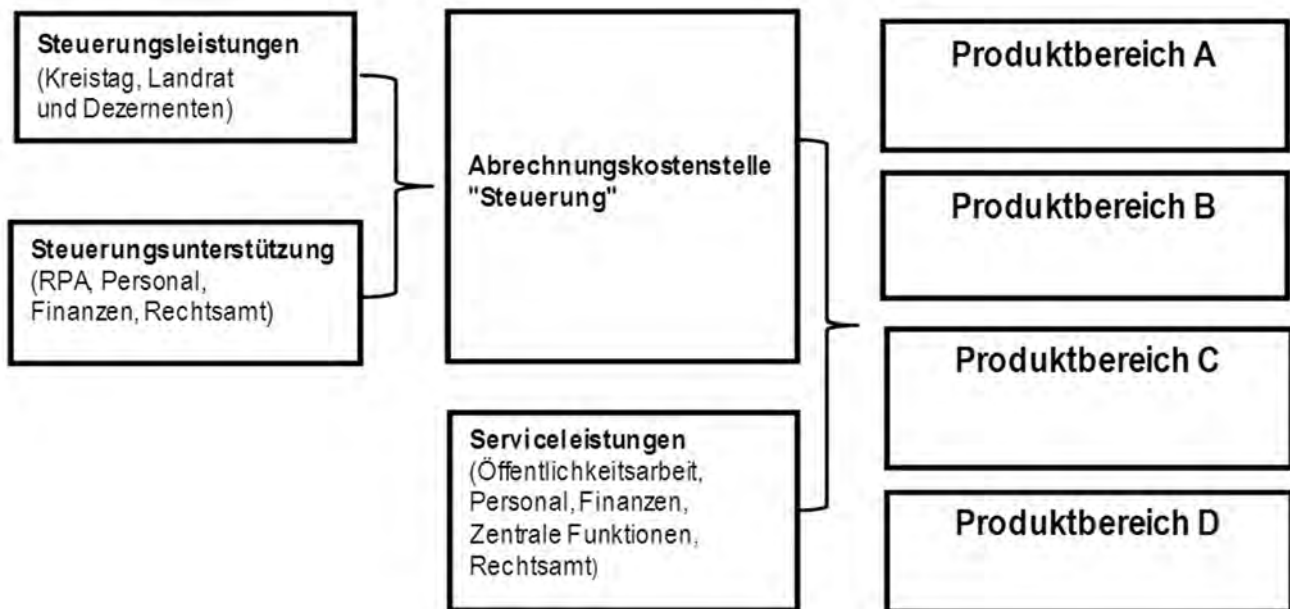 Steuerungsleistungen
(Kreistag, Landrat
und Dezernenten)
Steuerungsunterstützung
(RPA, Personal,
Finanzen, Rechtsamt)
Abrechnungskostenstelle
"Steuerung"
Serviceleistungen
(Öffentlichkeitsarbeit,
Personal, Finanzen,
Zentrale Funktionen,
Rechtsamt)
Produktbereich A
Produktbereich B
Produktbereich C
Produktbereich D